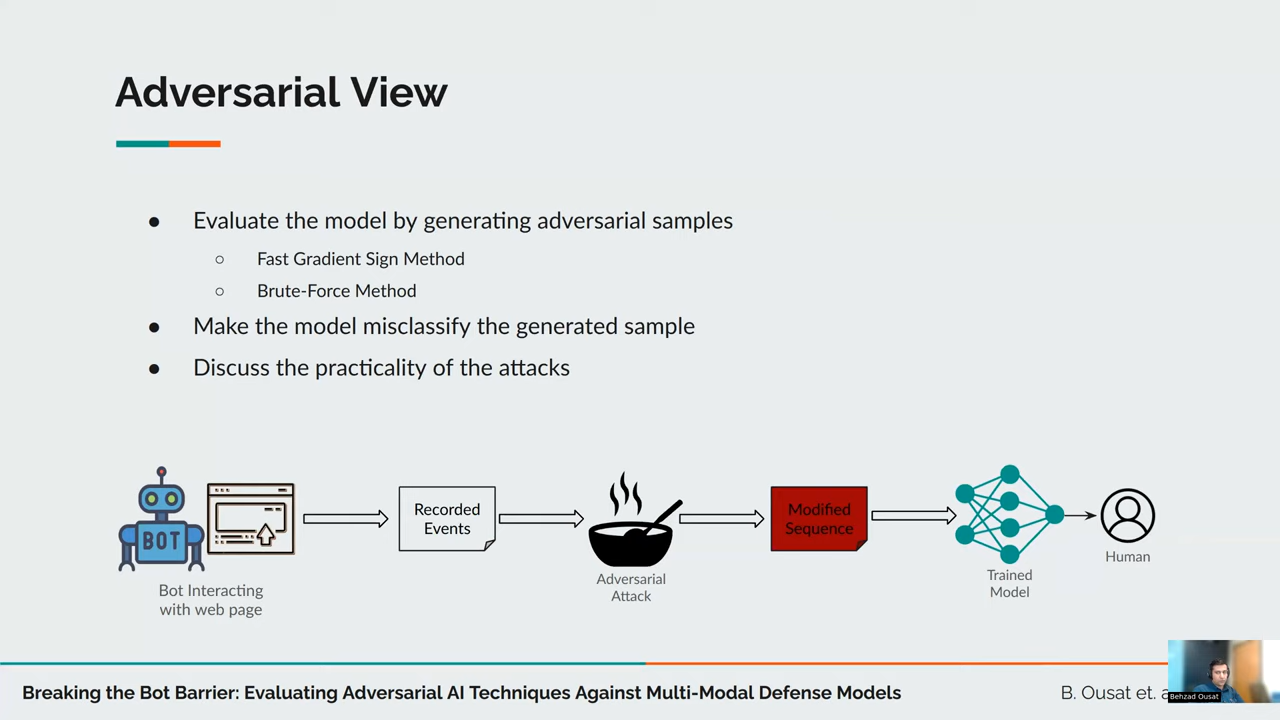 Adversarial View
● Evaluate the model by generating adversarial samples
○ Fast Gradient Sign Method
○ Brute-Force Method
● Make the model misclassify the generated sample
● Discuss the practicality of the attacks
BOT
Bot Interacting
with web page
Recorded
Events
Adversarial
Attack
Modified
Sequence
Trained
Model
Human
Breaking the Bot Barrier: Evaluating Adversarial AI Techniques Against Multi-Modal Defense Models
B. Ousat et.
Behzad Ousat